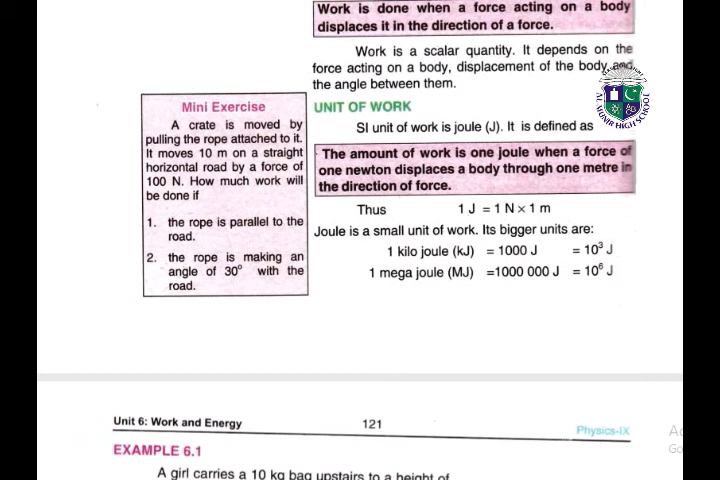 Work is done when a force acting on a body
displaces it in the direction of a force.
Work is a scalar quantity. It depends on the
force acting on a body, displacement of the body and
the angle between them.
Mini Exercise
A crate is moved by
pulling the rope attached to it.
It moves 10 m on a straight
horizontal road by a force of
100 N. How much work will
be done if
1. the rope is parallel to the
road.
2. the rope is making an
angle of 30° with the
road.
UNIT OF WORK
SI unit of work is joule (J). It is defined as
The amount of work is one joule when a force of
one newton displaces a body through one metre in
the direction of force.
Thus 1 J = 1 N × 1 m
Joule is a small unit of work. Its bigger units are:
1 kilo joule (kJ) = 1000 J = 10³ J
1 mega joule (MJ) =1000 000 J = 10⁶ J
AL MUNIR HIGH SCHOOL
Unit 6: Work and Energy 121 Physics-IX
EXAMPLE 6.1
A girl carries a 10 kg bag upstairs to a height of